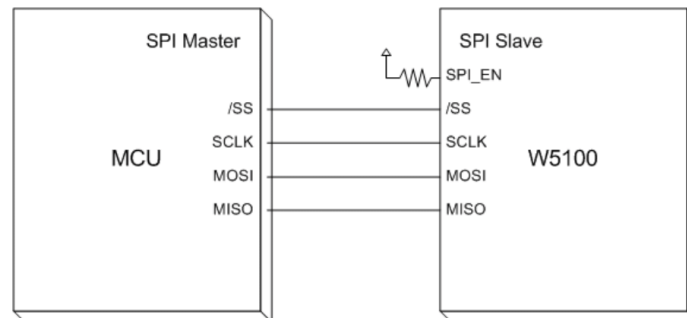 SPI Master
/SS
SCLK
MCU
MOSI
MISO
SPI Slave
SPI_EN
/SS
SCLK
W5100
MOSI
MISO